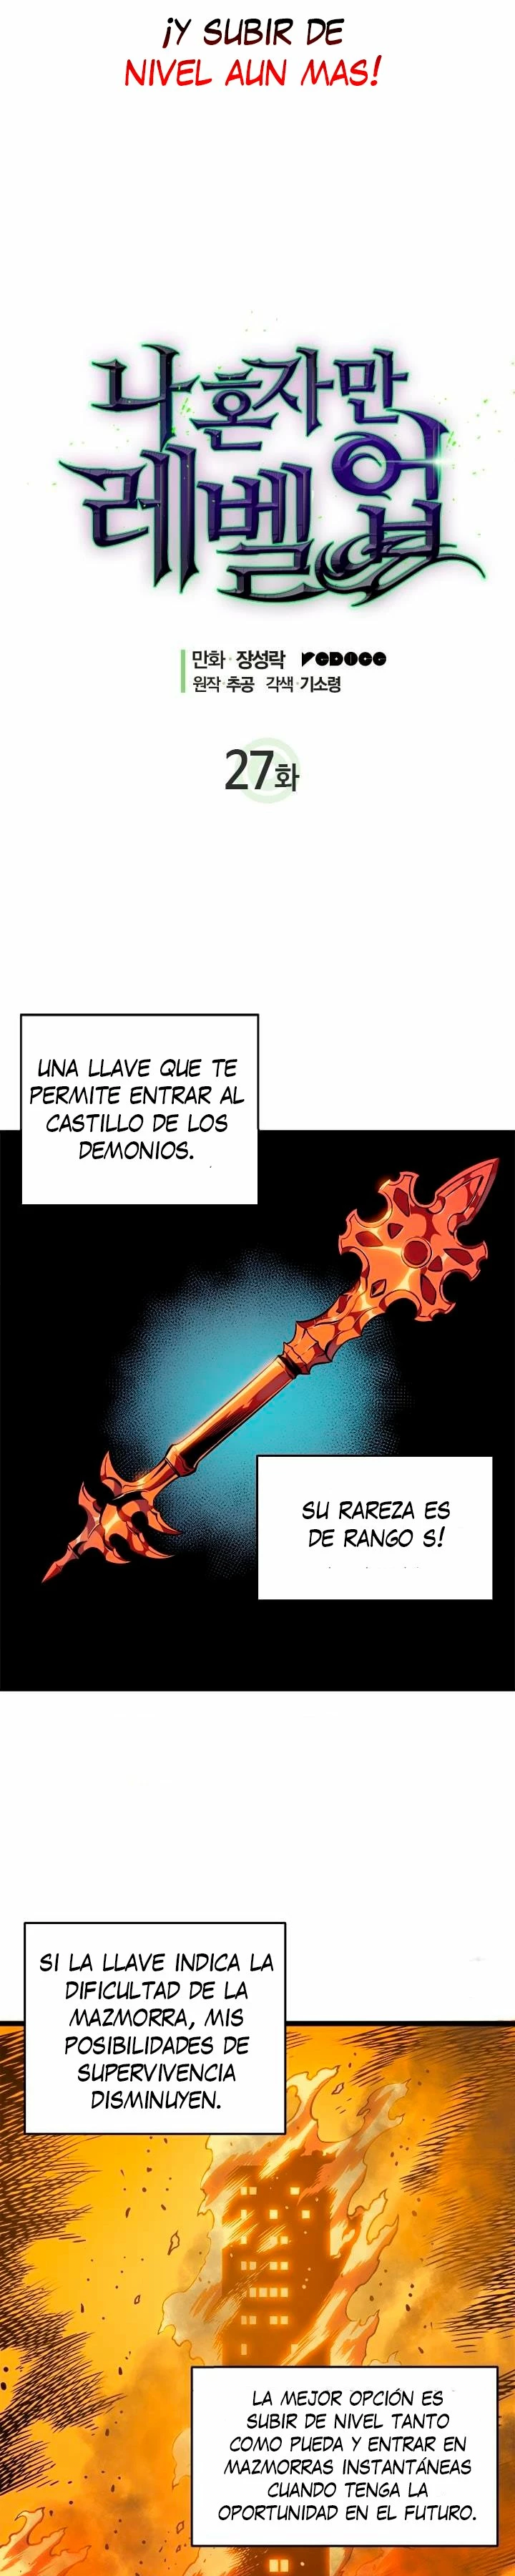 ¡Y SUBIR DE
NIVEL AUN MAS!
나 혼자만
레벨업
만화·장성락 REDICE
원작·추공 각색·기소령
27화
UNA LLAVE QUE TE
PERMITE ENTRAR AL
CASTILLO DE LOS
DEMONIOS.
SU RAREZA ES
DE RANGO S!
SI LA LLAVE INDICA LA
DIFICULTAD DE LA
MAZMORRA, MIS
POSIBILIDADES DE
SUPERVIVENCIA
DISMINUYEN.
LA MEJOR OPCIÓN ES
SUBIR DE NIVEL TANTO
COMO PUEDA Y ENTRAR EN
MAZMORRAS INSTANTÁNEAS
CUANDO TENGA LA
OPORTUNIDAD EN EL FUTURO.